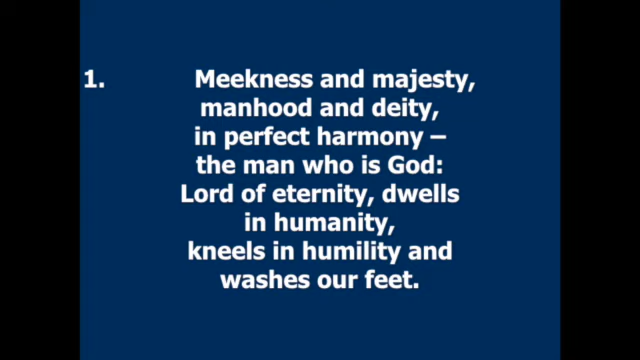 1. Meekness and majesty,
manhood and deity,
in perfect harmony –
the man who is God:
Lord of eternity, dwells
in humanity,
kneels in humility and
washes our feet.